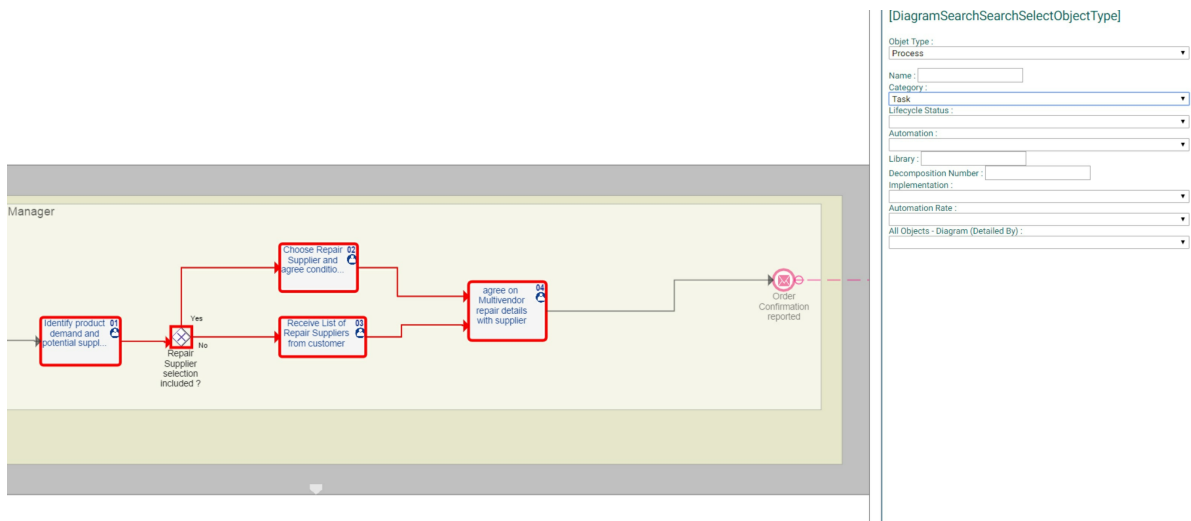 [DiagramSearchSearchSelectObjectType]
Objet Type :
Process
Name :
Category :
Task
Lifecycle Status :
Automation :
Library :
Decomposition Number :
Implementation :
Automation Rate :
All Objects - Diagram (Detailed By) :
Manager
Identify product 01
demand and
potential suppl...
Yes
No
Repair
Supplier
selection
included ?
Choose Repair 02
Supplier and
agree conditio...
Receive List of 03
Repair Suppliers
from customer
agree on 04
Multivendor
repair details
with supplier
Order
Confirmation
reported